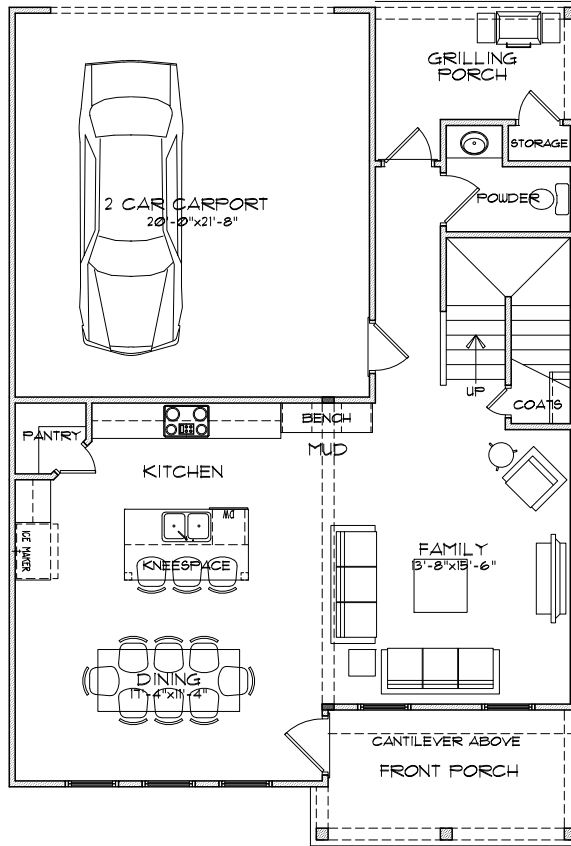 GRILLING
PORCH
STORAGE
POWDER
2 CAR CARPORT
20'-0"x21'-8"
UP
COATS
BENCH
PANTRY
MUD
KITCHEN
DW
ICE MAKER
KNEESPACE
FAMILY
13'-8"x15'-6"
DINING
17'-4"x11'-4"
CANTILEVER ABOVE
FRONT PORCH